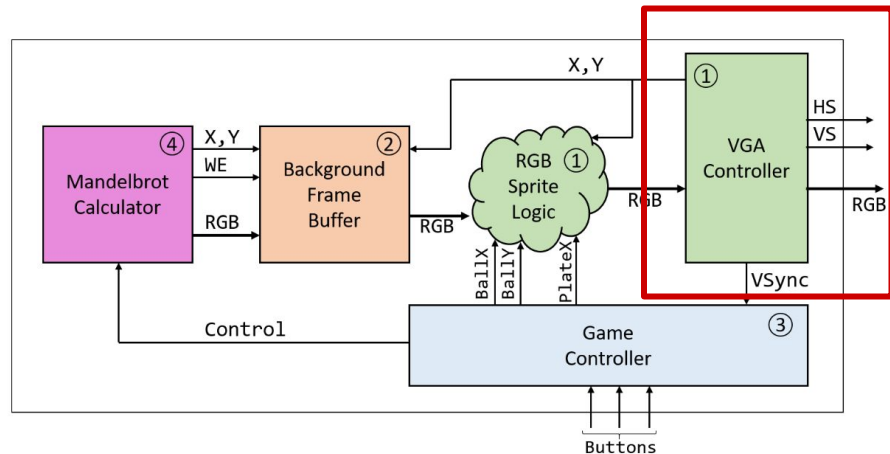 X,Y
①
HS
VS
VGA
Controller
RGB
④
X,Y
WE
RGB
Mandelbrot
Calculator
②
Background
Frame
Buffer
RGB
①
RGB
Sprite
Logic
RGB
BallX
BallY
PlateX
VSync
Control
③
Game
Controller
Buttons